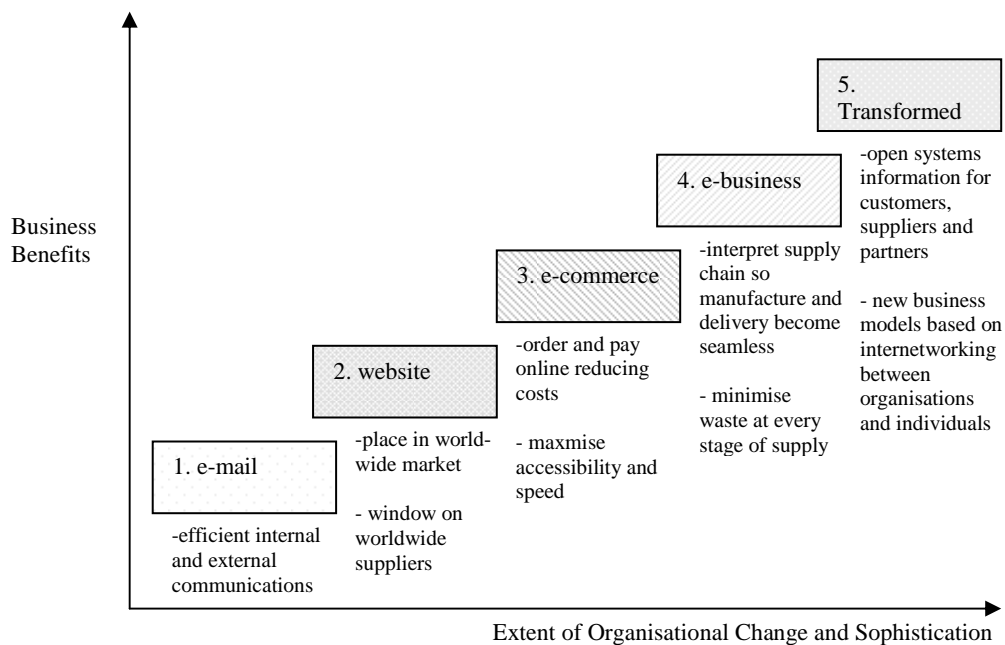 Business
Benefits
1. e-mail
-efficient internal
and external
communications
2. website
-place in world-
wide market
- window on
worldwide
suppliers
3. e-commerce
-order and pay
online reducing
costs
- maxmise
accessibility and
speed
4. e-business
-interpret supply
chain so
manufacture and
delivery become
seamless
- minimise
waste at every
stage of supply
5.
Transformed
-open systems
information for
customers,
suppliers and
partners
- new business
models based on
internetworking
between
organisations
and individuals
Extent of Organisational Change and Sophistication